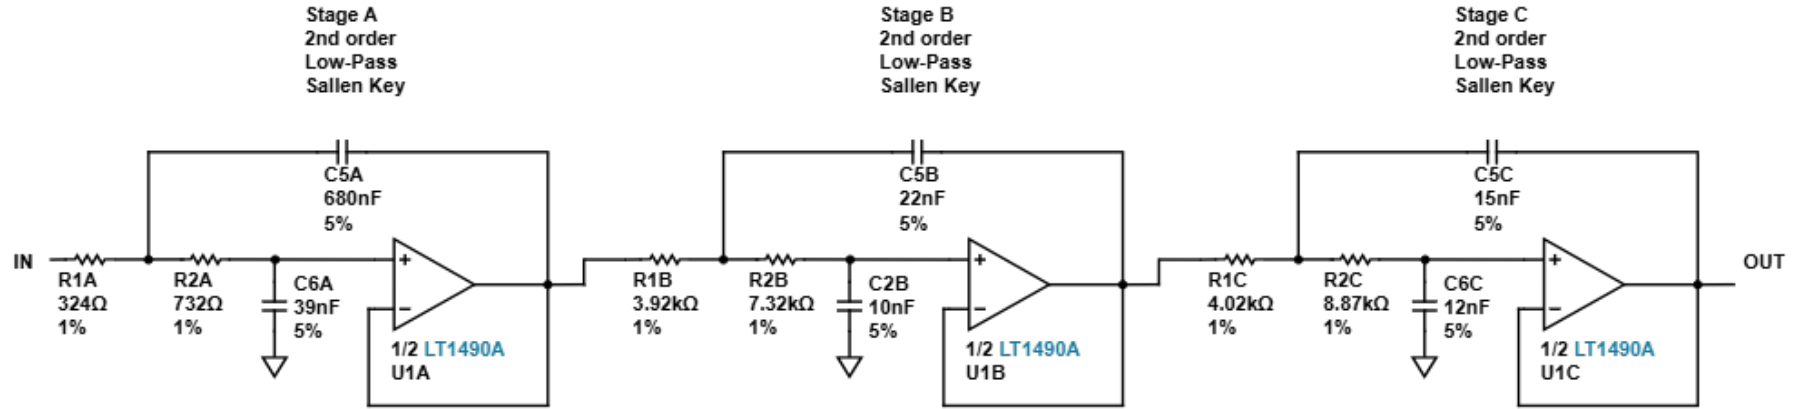 Stage A
2nd order
Low-Pass
Sallen Key
Stage B
2nd order
Low-Pass
Sallen Key
Stage C
2nd order
Low-Pass
Sallen Key
C5A
680nF
5%
C5B
22nF
5%
C5C
15nF
5%
IN
R1A
324Ω
1%
R2A
732Ω
1%
C6A
39nF
5%
+
−
1/2 LT1490A
U1A
R1B
3.92kΩ
1%
R2B
7.32kΩ
1%
C2B
10nF
5%
+
−
1/2 LT1490A
U1B
R1C
4.02kΩ
1%
R2C
8.87kΩ
1%
C6C
12nF
5%
+
−
1/2 LT1490A
U1C
OUT